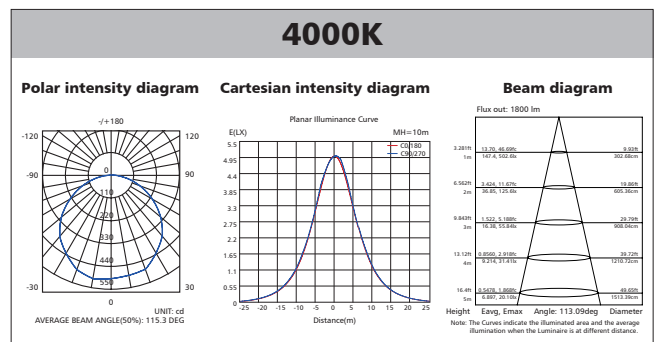 4000K
Polar intensity diagram
Cartesian intensity diagram
Beam diagram
-/+180
-120
120
-90
90
0
110
220
330
440
550
-30
30
0
UNIT: cd
AVERAGE BEAM ANGLE(50%): 115.3 DEG
Planar Illuminance Curve
E(LX)
MH=10m
C0/180
C90/270
5.5
4.95
4.4
3.85
3.3
2.75
2.2
1.65
1.1
0.55
0
-25 -20 -15 -10 -5 0 5 10 15 20 25
Distance(m)
Flux out: 1800 lm
3.281ft 13.70, 46.69fc 9.93ft
1m 147.4, 502.6lx 302.68cm
6.562ft 3.424, 11.67fc 19.86ft
2m 36.85, 125.6lx 605.36cm
9.843ft 1.522, 5.188fc 29.79ft
3m 16.38, 55.84lx 908.04cm
13.12ft 0.8560, 2.918fc 39.72ft
4m 9.214, 31.41lx 1210.72cm
16.4ft 0.5478, 1.868fc 49.65ft
5m 6.897, 20.10lx 1513.39cm
Height Eavg, Emax Angle: 113.09deg Diameter
Note: The Curves indicate the illuminated area and the average
illumination when the Luminaire is at different distance.